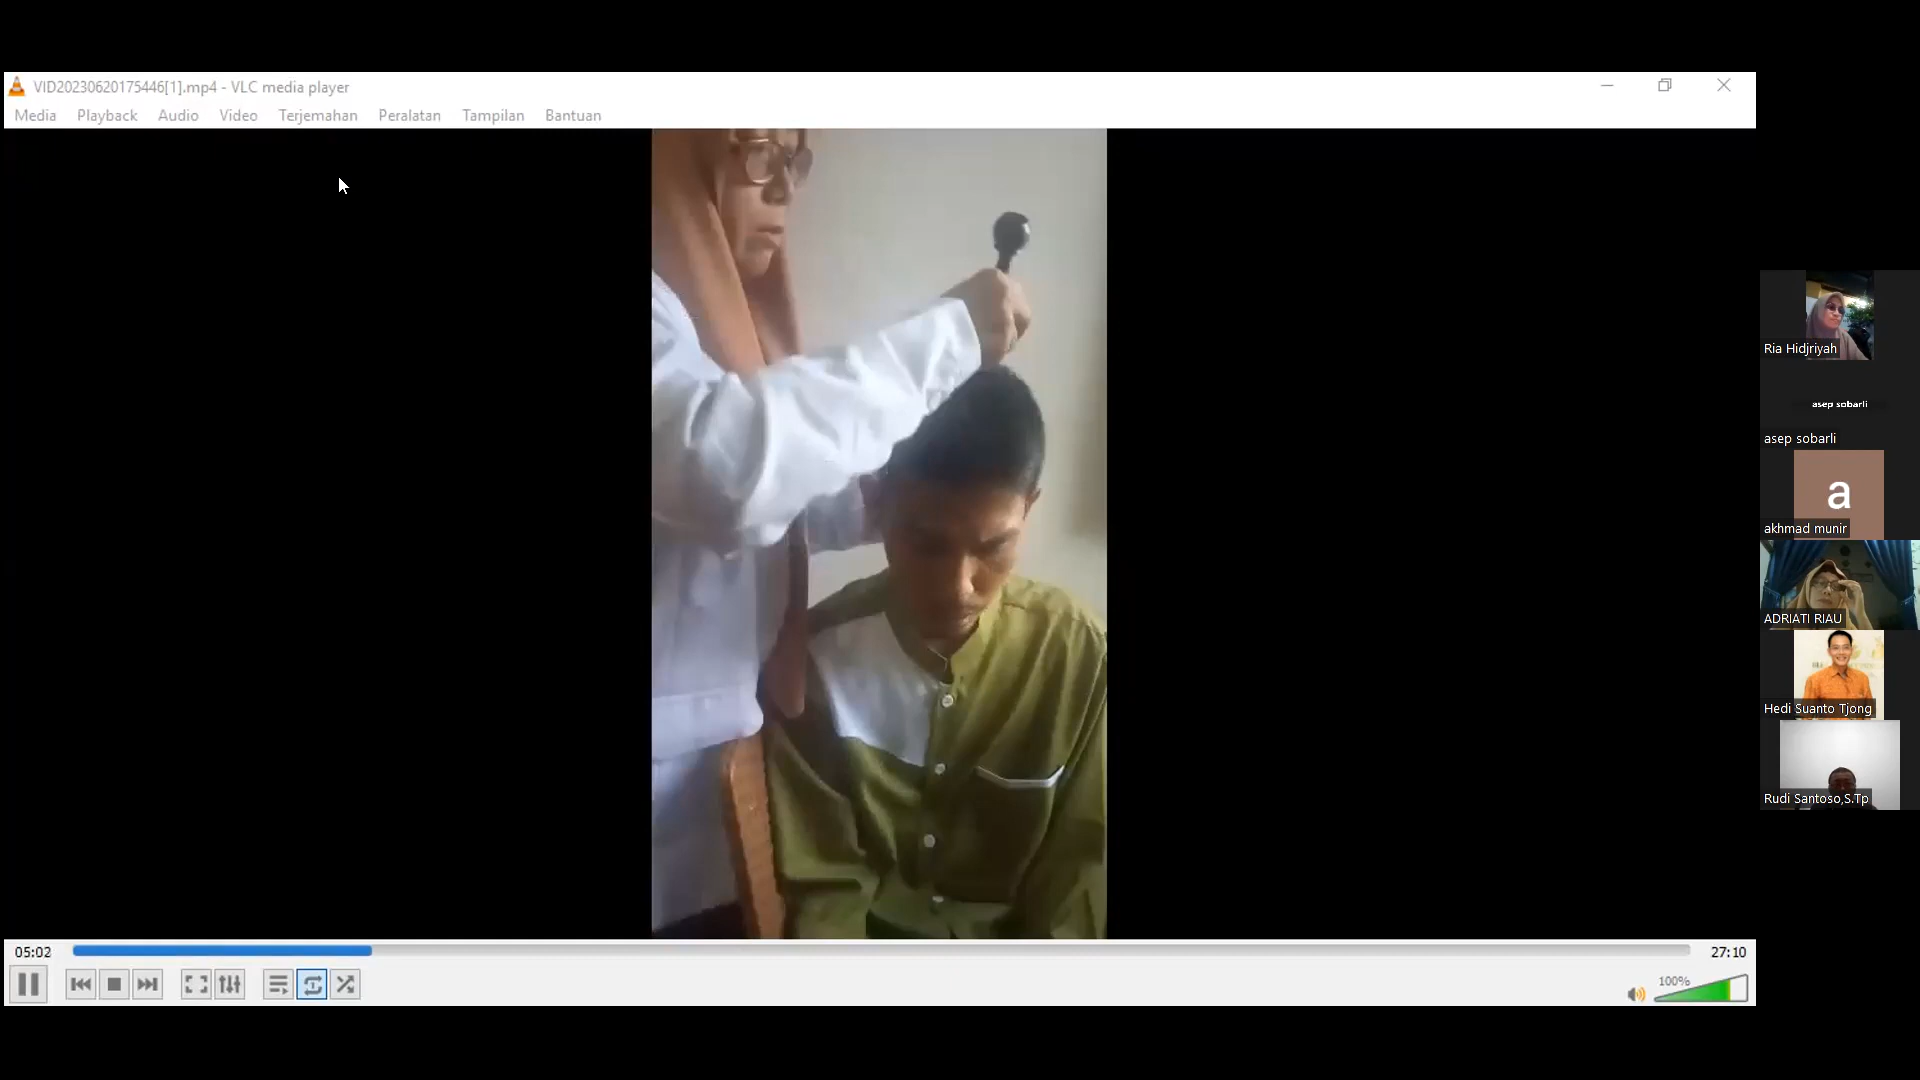 VID20230620175446[1].mp4 - VLC media player
Media Playback Audio Video Terjemahan Peralatan Tampilan Bantuan
Ria Hidjriyah
asep sobarli
asep sobarli
a
akhmad munir
ADRIATI RIAU
Hedi Suanto Tjong
Rudi Santoso,S.Tp
05:02
27:10
100%